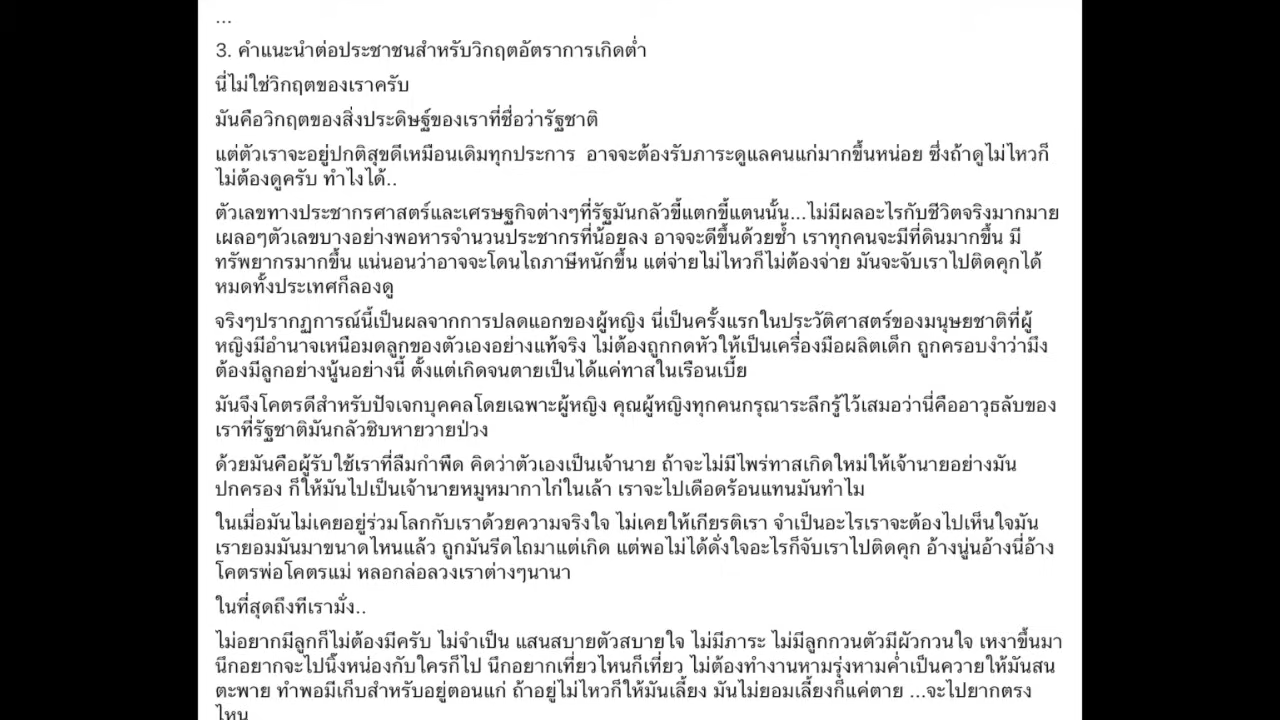 ...
3. คำแนะนำต่อประชาชนสำหรับวิกฤตอัตราการเกิดต่ำ
นี่ไม่ใช่วิกฤตของเราครับ
มันคือวิกฤตของสิ่งประดิษฐ์ของเราที่ชื่อว่ารัฐชาติ
แต่ตัวเราจะอยู่ปกติสุขดีเหมือนเดิมทุกประการ อาจจะต้องรับภาระดูแลคนแก่มากขึ้นหน่อย ซึ่งถ้าดูไม่ไหวก็
ไม่ต้องดูครับ ทำไงได้..
ตัวเลขทางประชากรศาสตร์และเศรษฐกิจต่างๆที่รัฐมันกลัวขี้แตกขี้แตนนั้น...ไม่มีผลอะไรกับชีวิตจริงมากมาย
เผลอๆตัวเลขบางอย่างพอหารจำนวนประชากรที่น้อยลง อาจจะดีขึ้นด้วยซ้ำ เราทุกคนจะมีที่ดินมากขึ้น มี
ทรัพยากรมากขึ้น แน่นอนว่าอาจจะโดนไถภาษีหนักขึ้น แต่จ่ายไม่ไหวก็ไม่ต้องจ่าย มันจะจับเราไปติดคุกได้
หมดทั้งประเทศก็ลองดู
จริงๆปรากฏการณ์นี้เป็นผลจากการปลดแอกของผู้หญิง นี่เป็นครั้งแรกในประวัติศาสตร์ของมนุษยชาติที่ผู้
หญิงมีอำนาจเหนือมดลูกของตัวเองอย่างแท้จริง ไม่ต้องถูกกดหัวให้เป็นเครื่องมือผลิตเด็ก ถูกครอบงำว่ามึง
ต้องมีลูกอย่างนู้นอย่างนี้ ตั้งแต่เกิดจนตายเป็นได้แค่ทาสในเรือนเบี้ย
มันจึงโคตรดีสำหรับปัจเจกบุคคลโดยเฉพาะผู้หญิง คุณผู้หญิงทุกคนกรุณาระลึกรู้ไว้เสมอว่านี่คืออาวุธลับของ
เราที่รัฐชาติมันกลัวชิบหายวายป่วง
ด้วยมันคือผู้รับใช้เราที่ลืมกำพืด คิดว่าตัวเองเป็นเจ้านาย ถ้าจะไม่มีไพร่ทาสเกิดใหม่ให้เจ้านายอย่างมัน
ปกครอง ก็ให้มันไปเป็นเจ้านายหมูหมากาไก่ในเล้า เราจะไปเดือดร้อนแทนมันทำไม
ในเมื่อมันไม่เคยอยู่ร่วมโลกกับเราด้วยความจริงใจ ไม่เคยให้เกียรติเรา จำเป็นอะไรเราจะต้องไปเห็นใจมัน
เรายอมมันมาขนาดไหนแล้ว ถูกมันรีดไถมาแต่เกิด แต่พอไม่ได้ดั่งใจอะไรก็จับเราไปติดคุก อ้างนู่นอ้างนี่อ้าง
โคตรพ่อโคตรแม่ หลอกล่อลวงเราต่างๆนานา
ในที่สุดถึงทีเรามั่ง..
ไม่อยากมีลูกก็ไม่ต้องมีครับ ไม่จำเป็น แสนสบายตัวสบายใจ ไม่มีภาระ ไม่มีลูกกวนตัวมีผัวกวนใจ เหงาขึ้นมา
นึกอยากจะไปนิ้งหน่องกับใครก็ไป นึกอยากเที่ยวไหนก็เที่ยว ไม่ต้องทำงานหามรุ่งหามค่ำเป็นควายให้มันสน
ตะพาย ทำพอมีเก็บสำหรับอยู่ตอนแก่ ถ้าอยู่ไม่ไหวก็ให้มันเลี้ยง มันไม่ยอมเลี้ยงก็แค่ตาย ...จะไปยากตรง
ไหน